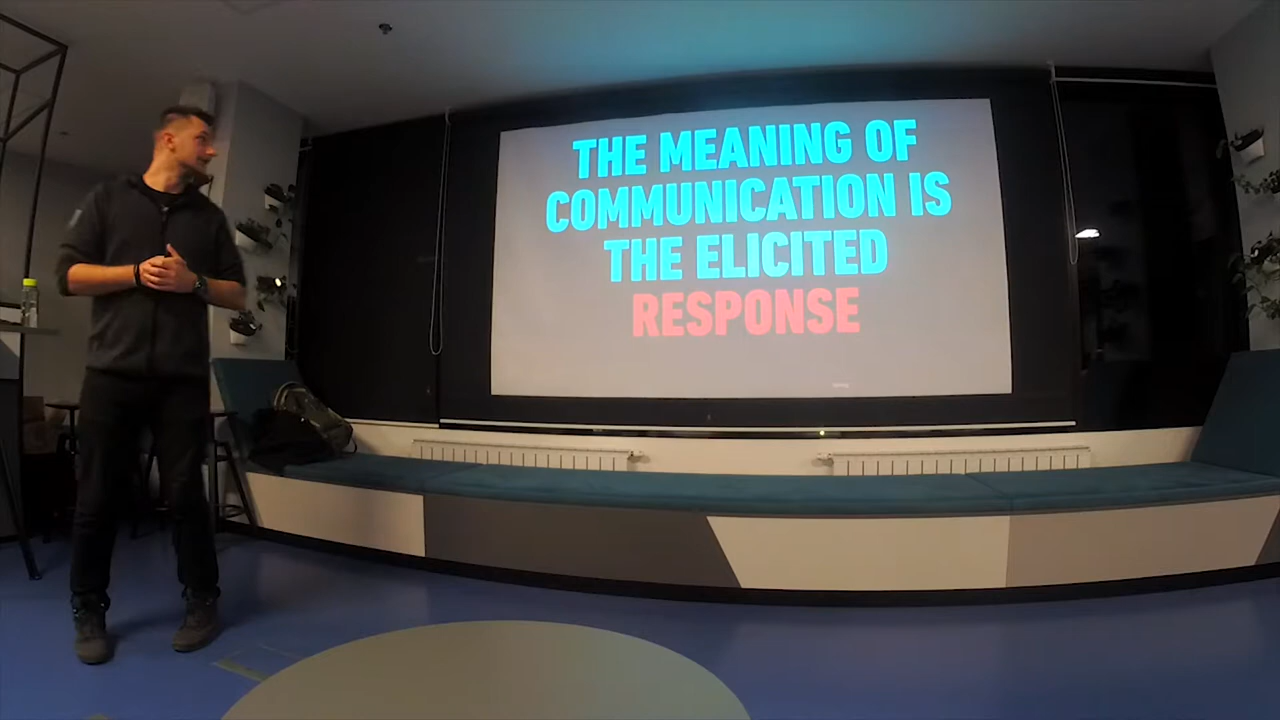 THE MEANING OF
COMMUNICATION IS
THE ELICITED
RESPONSE